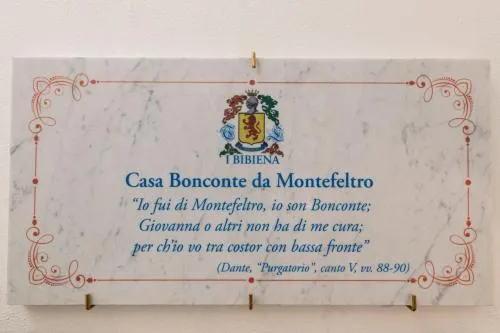 I BIBIENA
Casa Bonconte da Montefeltro
“Io fui di Montefeltro, io son Bonconte;
Giovanna o altri non ha di me cura;
per ch'io vo tra costor con bassa fronte”
(Dante, “Purgatorio”, canto V, vv. 88-90)